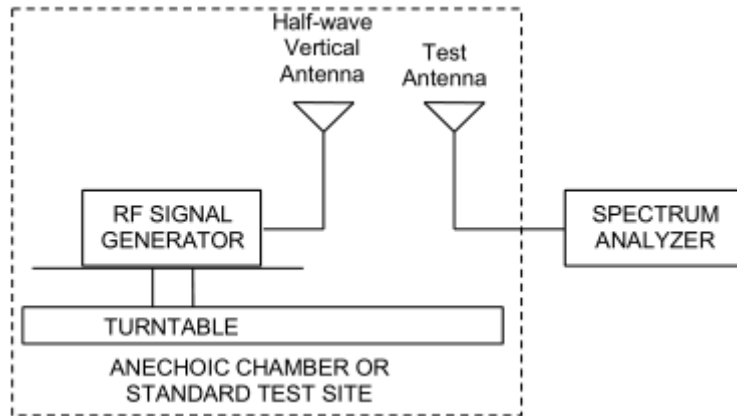 Half-wave
Vertical
Antenna
Test
Antenna
RF SIGNAL
GENERATOR
SPECTRUM
ANALYZER
TURNTABLE
ANECHOIC CHAMBER OR
STANDARD TEST SITE